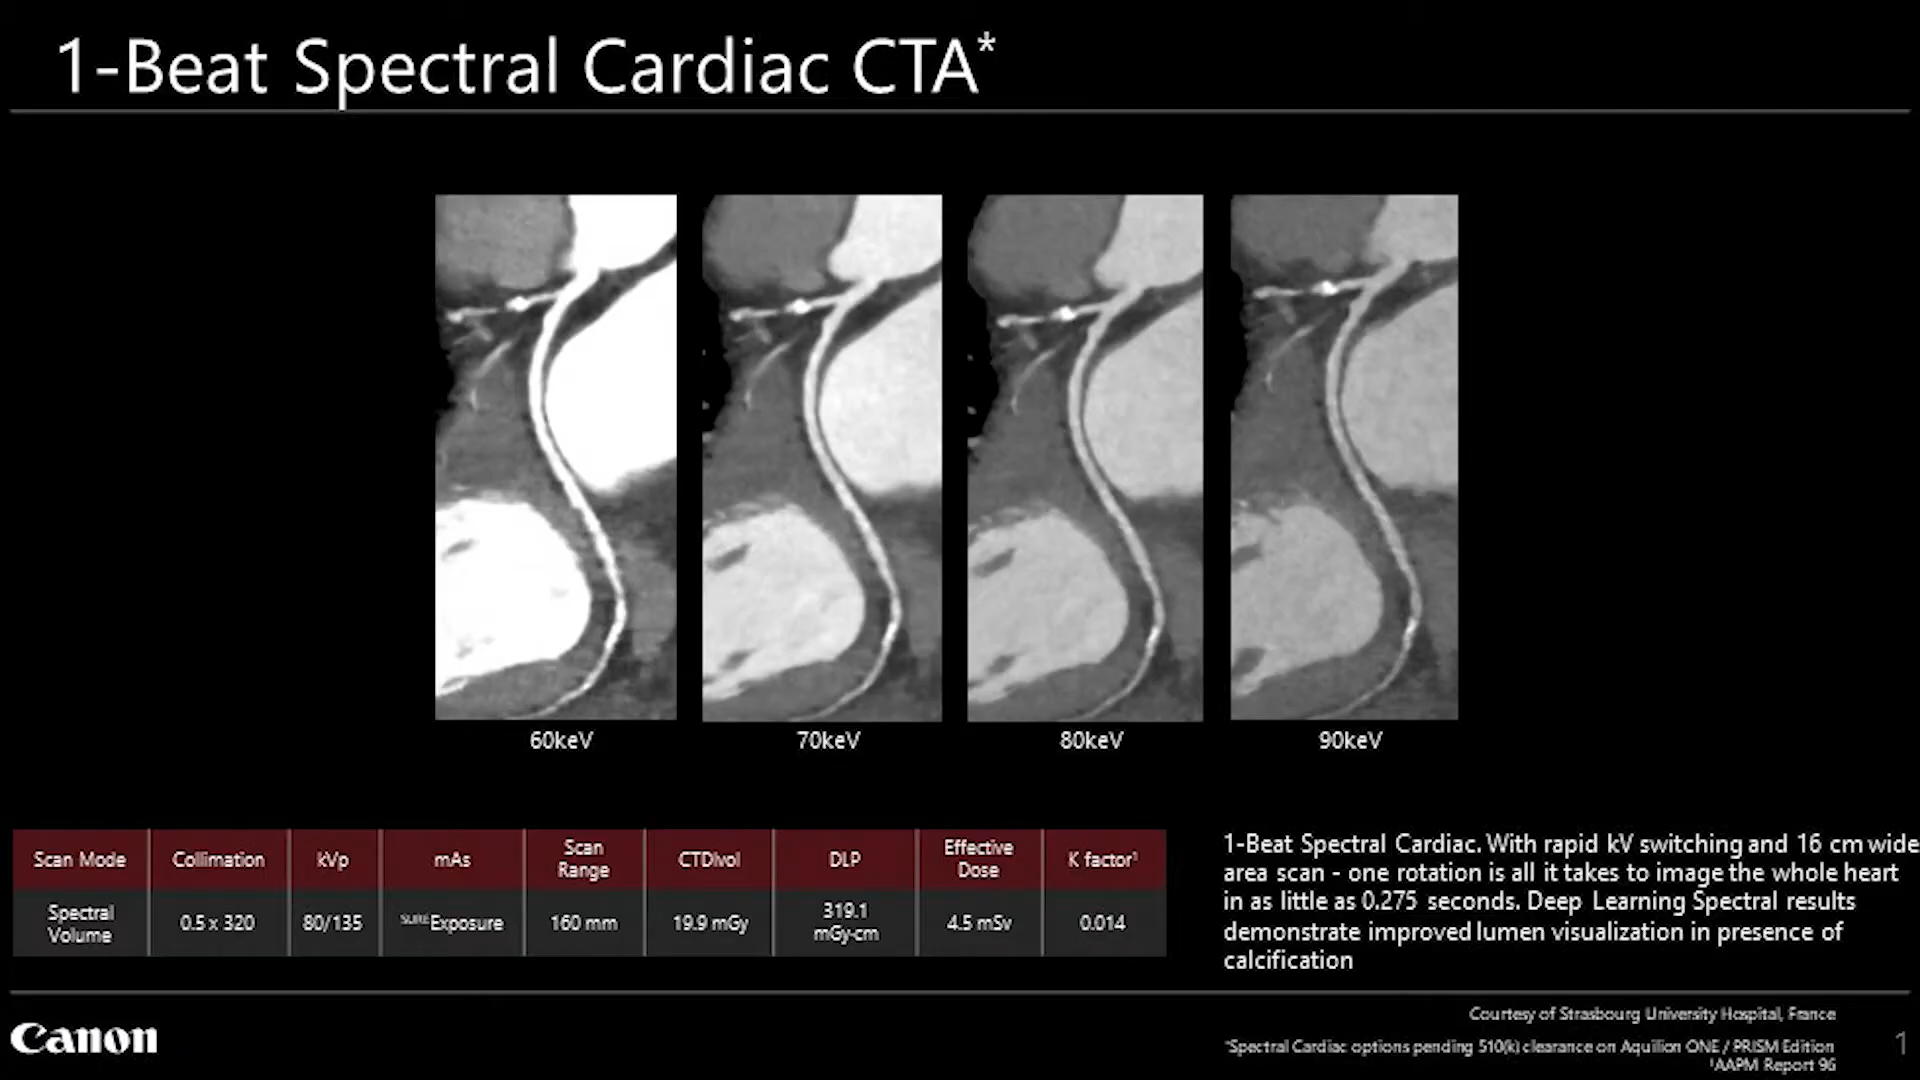 1-Beat Spectral Cardiac CTA*
60keV
70keV
80keV
90keV
Scan Mode
Collimation
kVp
mAs
Scan
Range
CTDIvol
DLP
Effective
Dose
K factor¹
Spectral
Volume
0.5 x 320
80/135
SUREExposure
160 mm
19.9 mGy
319.1
mGy-cm
4.5 mSv
0.014
1-Beat Spectral Cardiac. With rapid kV switching and 16 cm wide
area scan - one rotation is all it takes to image the whole heart
in as little as 0.275 seconds. Deep Learning Spectral results
demonstrate improved lumen visualization in presence of
calcification
Courtesy of Strasbourg University Hospital, France
Canon
*Spectral Cardiac options pending 510(k) clearance on Aquilion ONE / PRISM Edition
¹AAPM Report 96
1